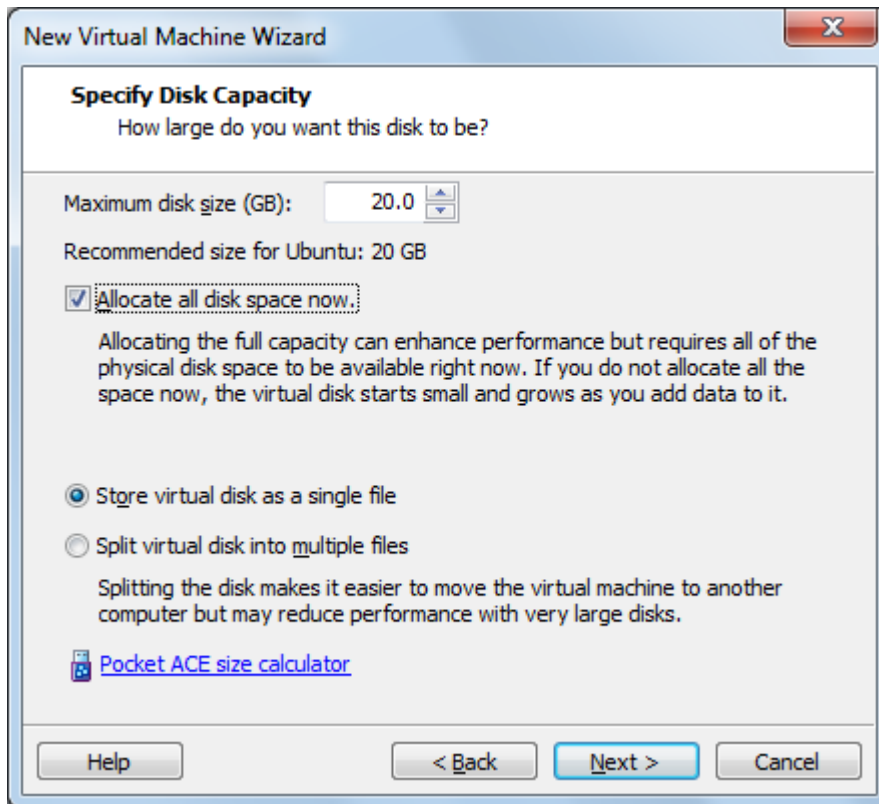 New Virtual Machine Wizard
Specify Disk Capacity
How large do you want this disk to be?
Maximum disk size (GB): 20.0
Recommended size for Ubuntu: 20 GB
Allocate all disk space now.
Allocating the full capacity can enhance performance but requires all of the
physical disk space to be available right now. If you do not allocate all the
space now, the virtual disk starts small and grows as you add data to it.
Store virtual disk as a single file
Split virtual disk into multiple files
Splitting the disk makes it easier to move the virtual machine to another
computer but may reduce performance with very large disks.
Pocket ACE size calculator
Help < Back Next > Cancel